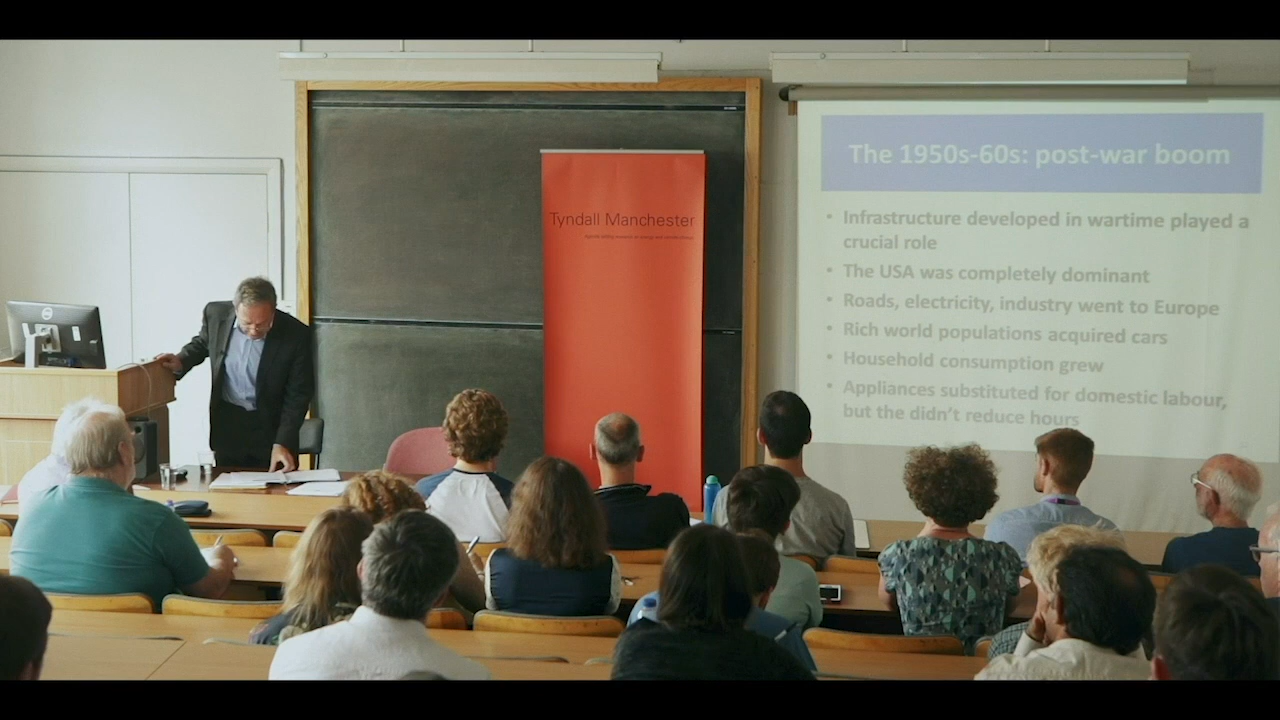 Tyndall Manchester
The 1950s-60s: post-war boom
• Infrastructure developed in wartime played a
crucial role
• The USA was completely dominant
• Roads, electricity, industry went to Europe
• Rich world populations acquired cars
• Household consumption grew
• Appliances substituted for domestic labour,
but the didn't reduce hours